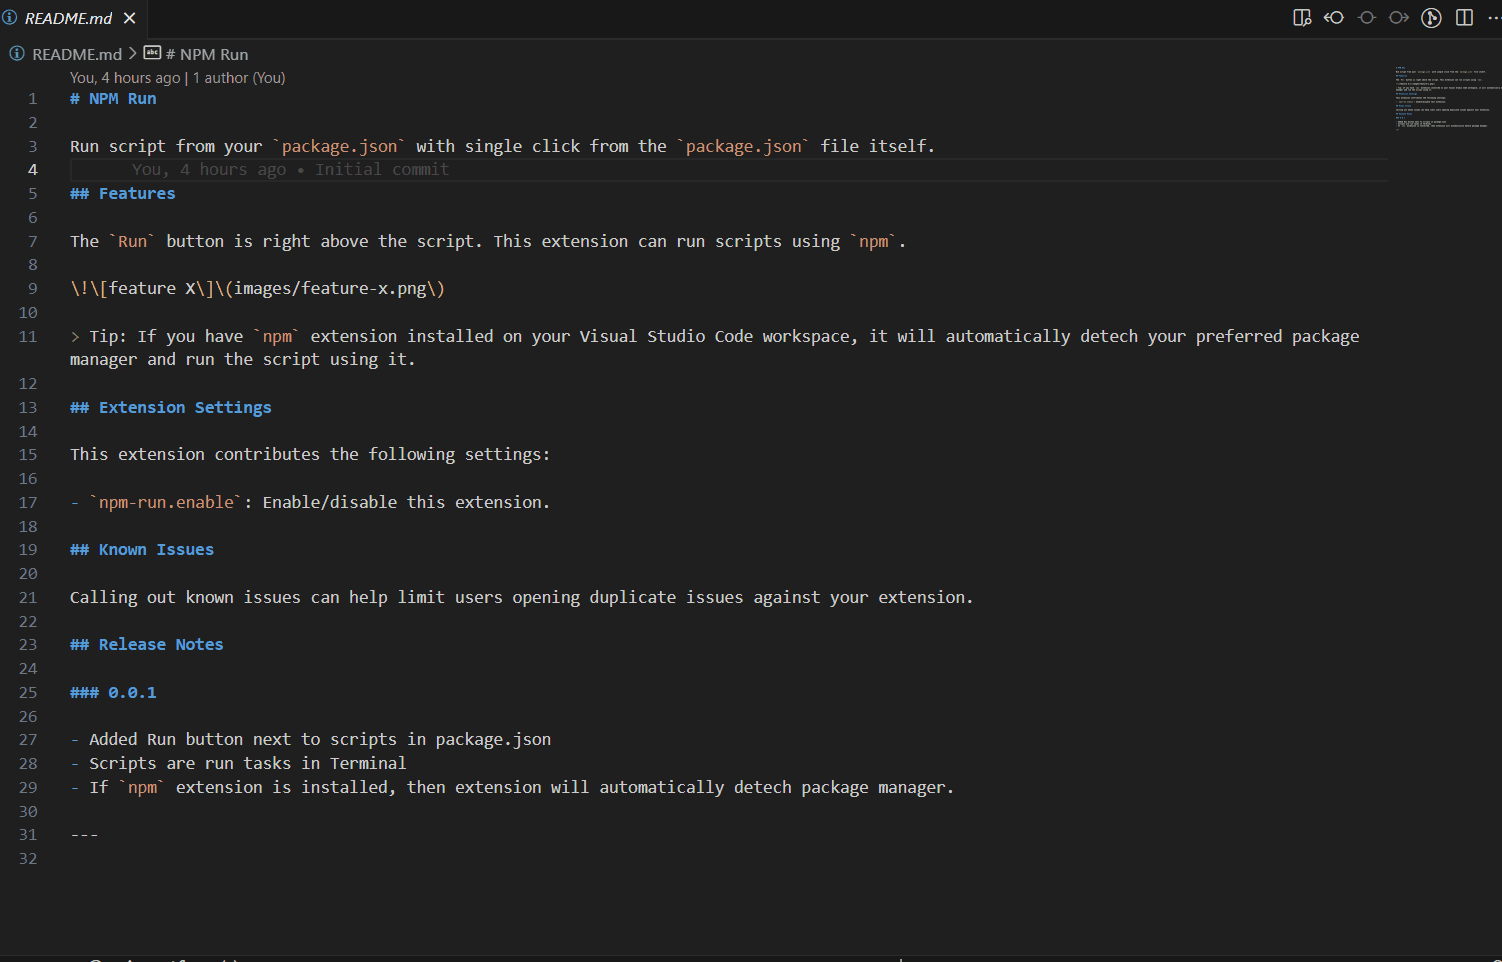 README.md
README.md > # NPM Run
You, 4 hours ago | 1 author (You)
1 # NPM Run
2
3 Run script from your `package.json` with single click from the `package.json` file itself.
4 You, 4 hours ago • Initial commit
5 ## Features
6
7 The `Run` button is right above the script. This extension can run scripts using `npm`.
8
9 \!\[feature X\]\(images/feature-x.png\)
10
11 > Tip: If you have `npm` extension installed on your Visual Studio Code workspace, it will automatically detech your preferred package
manager and run the script using it.
12
13 ## Extension Settings
14
15 This extension contributes the following settings:
16
17 - `npm-run.enable`: Enable/disable this extension.
18
19 ## Known Issues
20
21 Calling out known issues can help limit users opening duplicate issues against your extension.
22
23 ## Release Notes
24
25 ### 0.0.1
26
27 - Added Run button next to scripts in package.json
28 - Scripts are run tasks in Terminal
29 - If `npm` extension is installed, then extension will automatically detech package manager.
30
31 ---
32